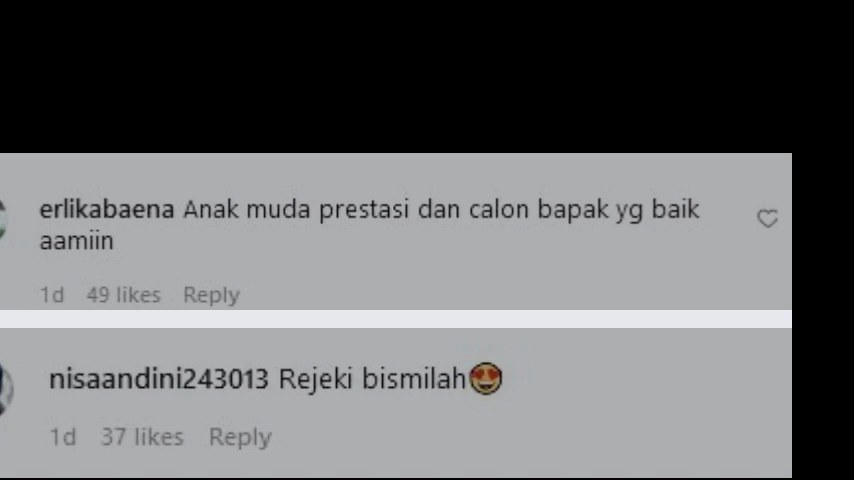 erlikabaena Anak muda prestasi dan calon bapak yg baik
aamiin
1d 49 likes Reply
nisaandini243013 Rejeki bismilah😍
1d 37 likes Reply